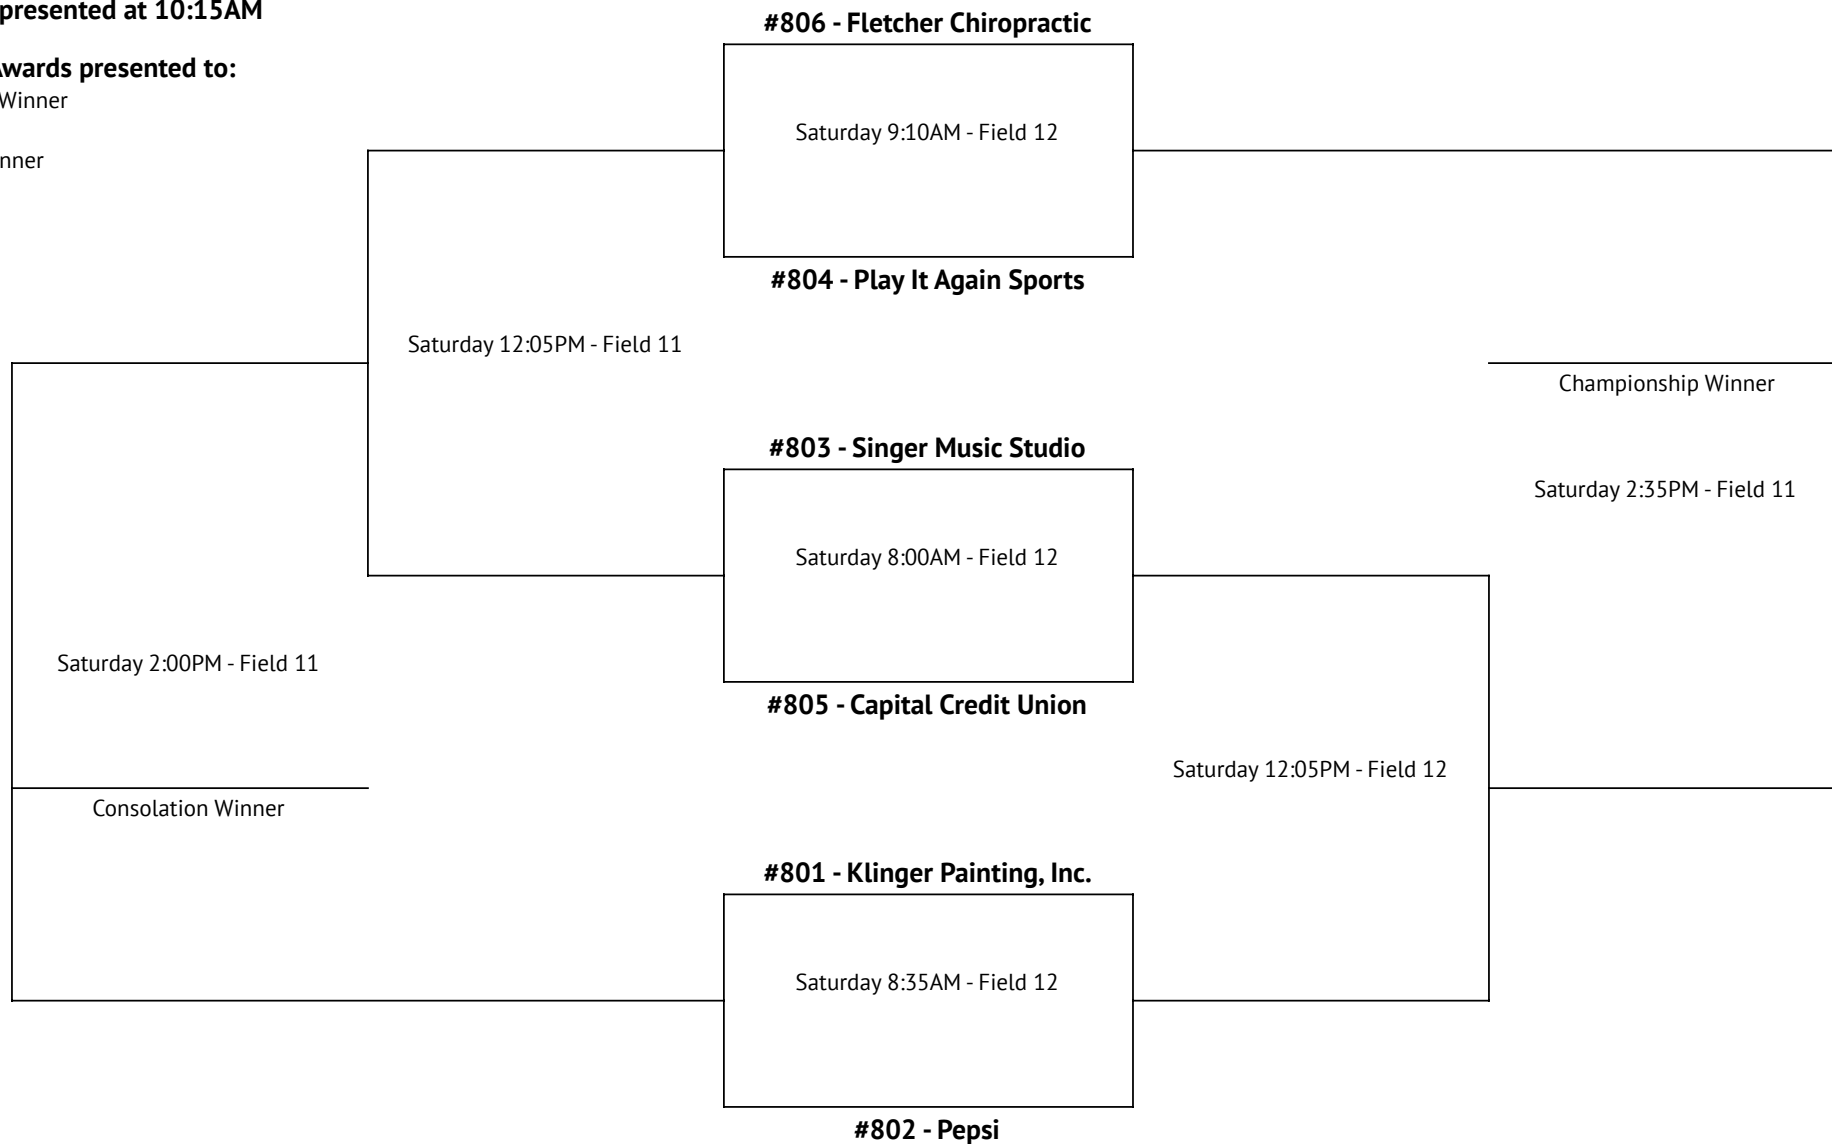 presented at 10:15AM
Awards presented to:
Winner
#806 - Fletcher Chiropractic
Saturday 9:10AM - Field 12
#804 - Play It Again Sports
Saturday 12:05PM - Field 11
Championship Winner
#803 - Singer Music Studio
Saturday 2:35PM - Field 11
Saturday 8:00AM - Field 12
Saturday 2:00PM - Field 11
#805 - Capital Credit Union
Saturday 12:05PM - Field 12
Consolation Winner
#801 - Klinger Painting, Inc.
Saturday 8:35AM - Field 12
#802 - Pepsi